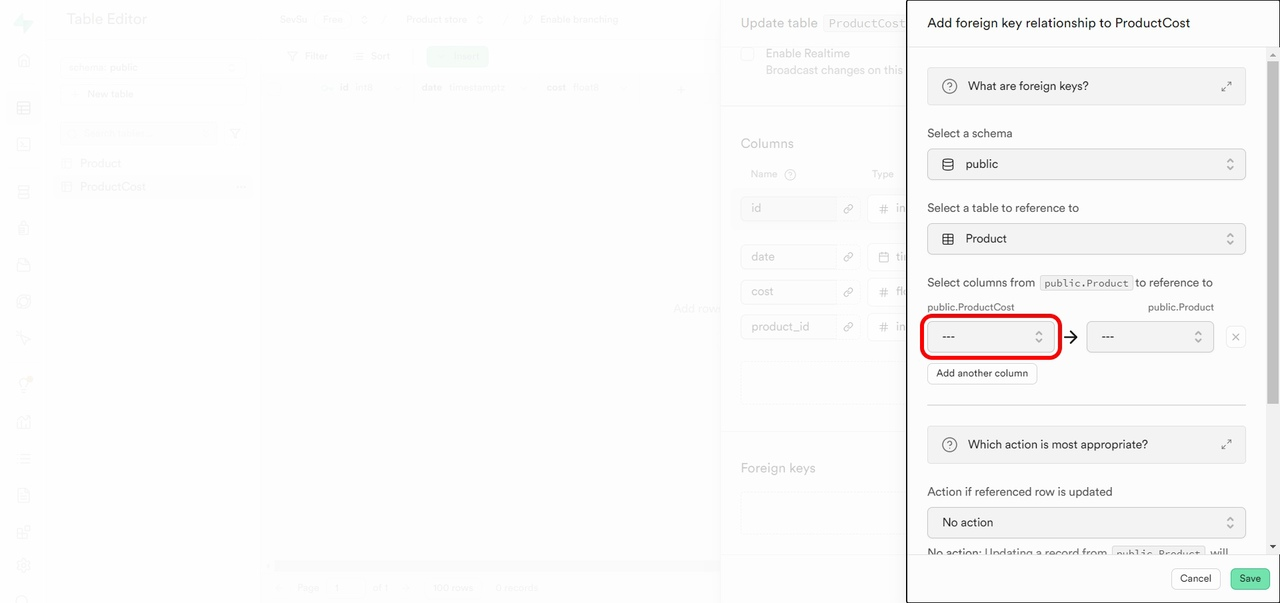 Table Editor
SevSu Free Product store Enable branching
schema public
New table
Product
ProductCost
Filter
Sort
Insert
id int8
date timestamptz
cost float8
Add rows
Page 1 of 1 100 rows 0 records
Update table ProductCost
Enable Realtime
Broadcast changes on this
Columns
Name
Type
id
in
date
ti
cost
fl
product_id
in
Foreign keys
Add foreign key relationship to ProductCost
What are foreign keys?
Select a schema
public
Select a table to reference to
Product
Select columns from public.Product to reference to
public.ProductCost public.Product
--- ---
Add another column
Which action is most appropriate?
Action if referenced row is updated
No action
No action: Updating a record from public.Product will
Cancel Save